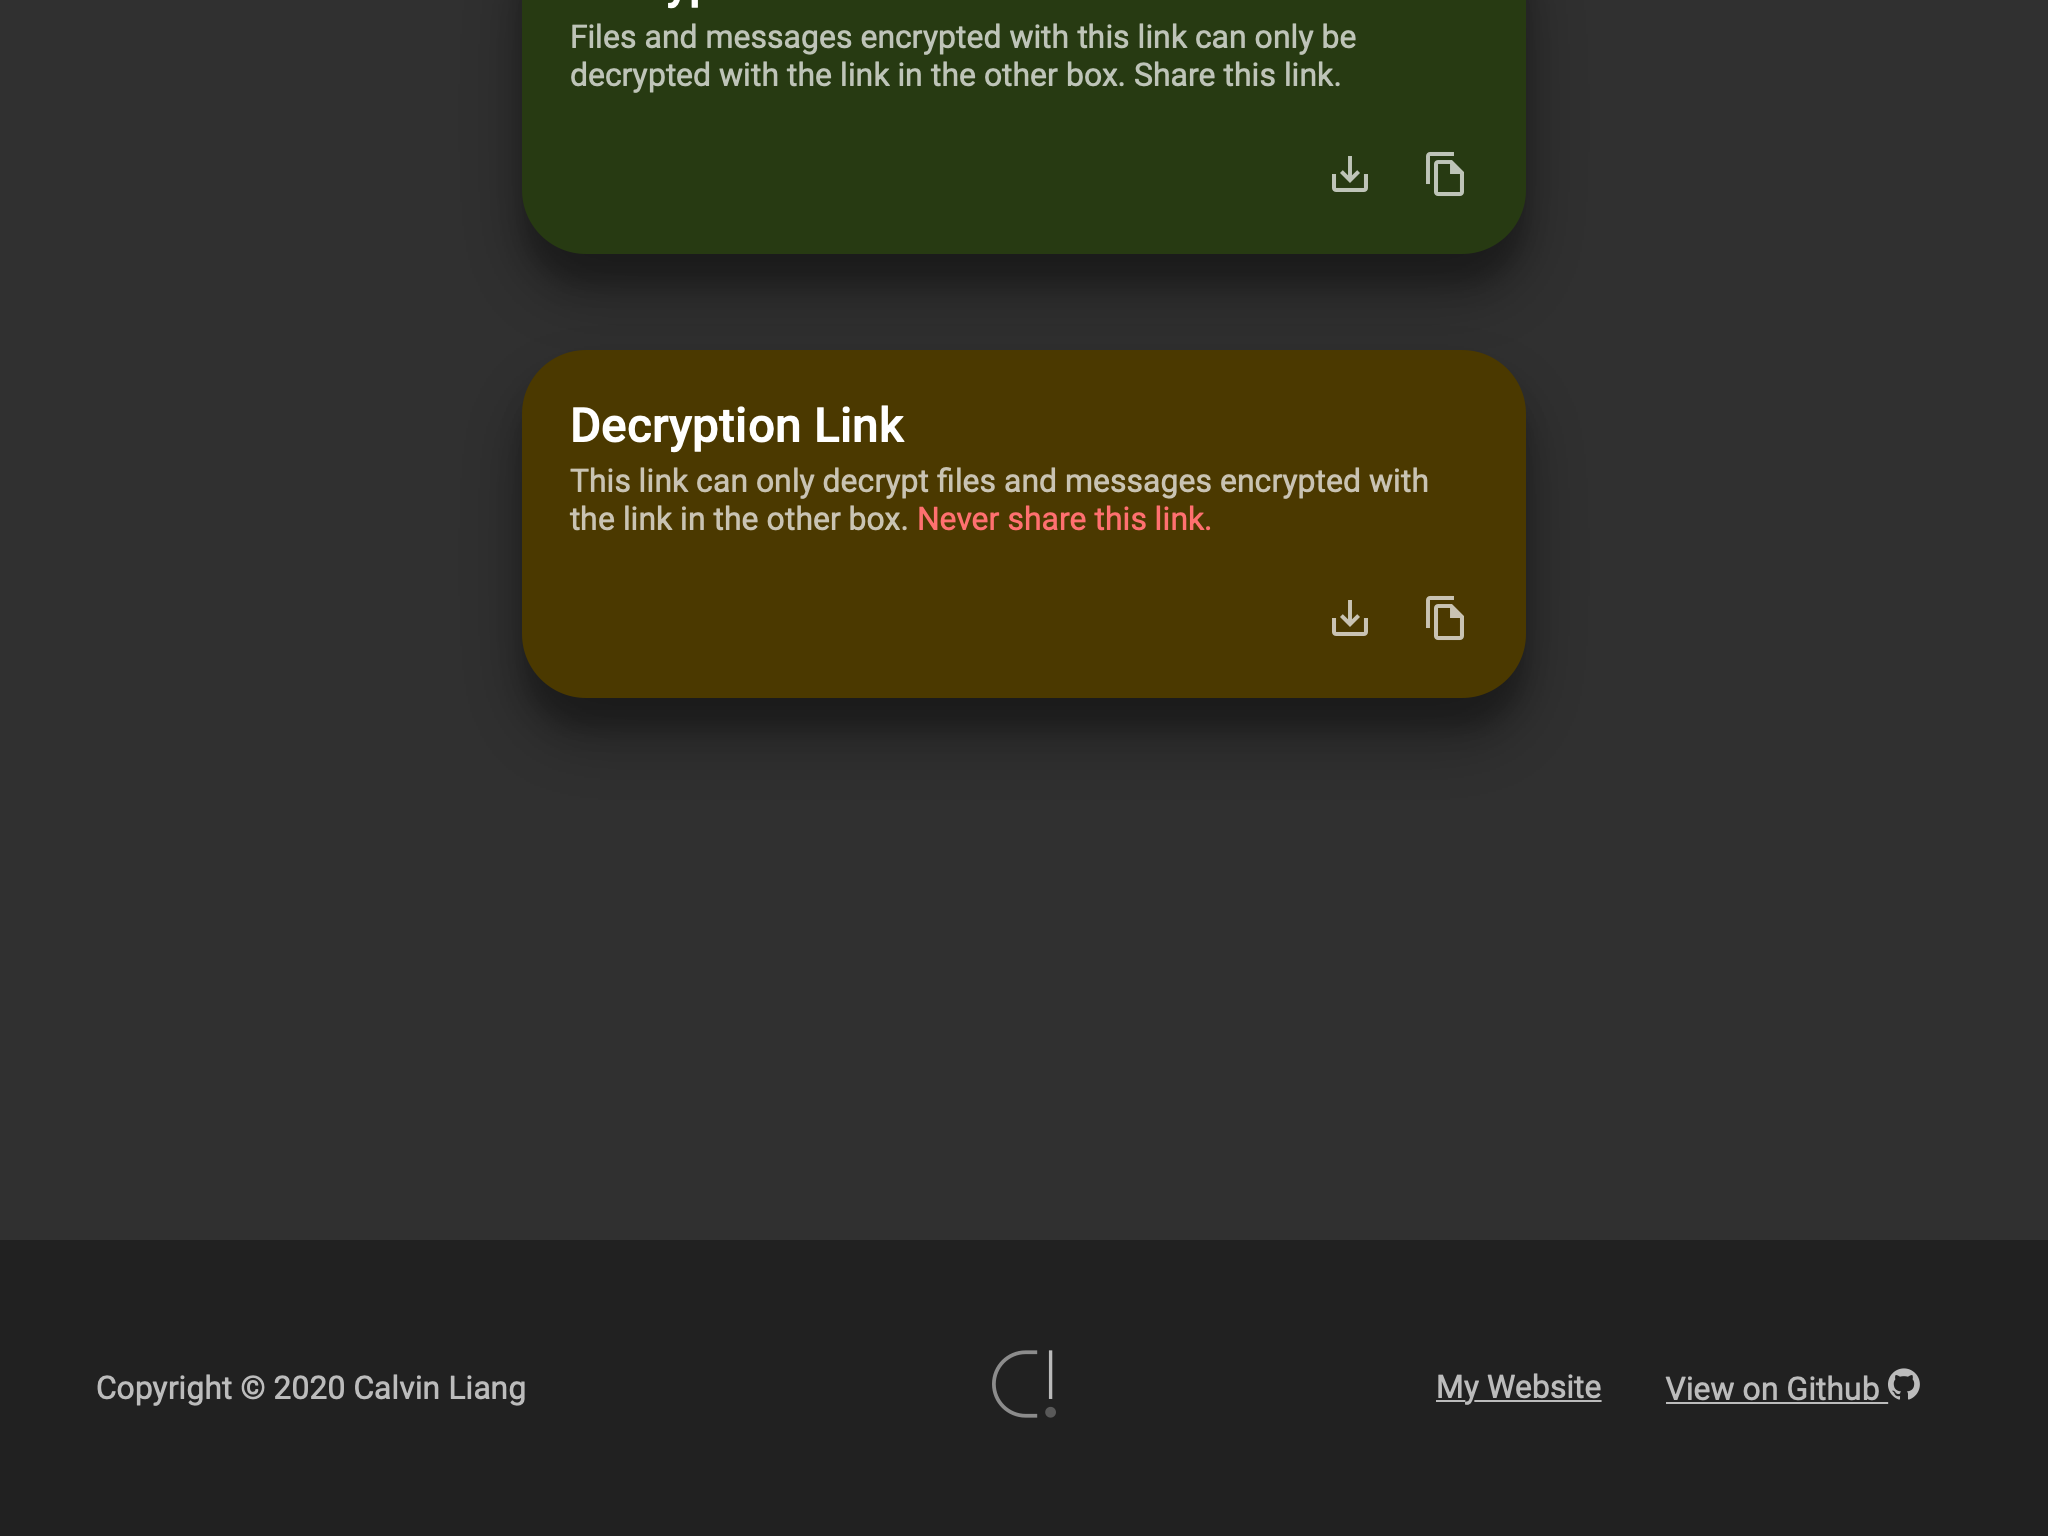 Files and messages encrypted with this link can only be
decrypted with the link in the other box. Share this link.
Decryption Link
This link can only decrypt files and messages encrypted with
the link in the other box. Never share this link.
Copyright © 2020 Calvin Liang
My Website
View on Github